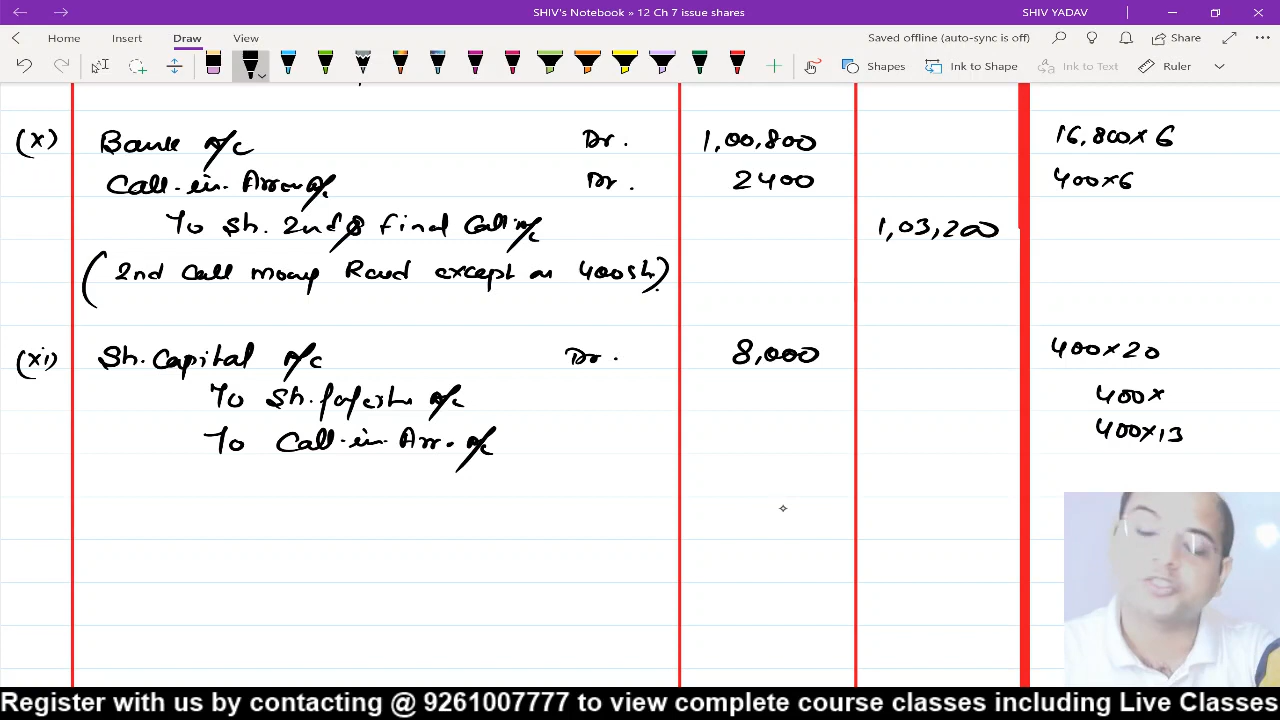 SHIV's Notebook » 12 Ch 7 issue shares
SHIV YADAV
Home Insert Draw View
Saved offline (auto-sync is off)
Share
Shapes
Ink to Shape
Ink to Text
Ruler
(x) Bank A/c Dr. 1,00,800 16,800×6
Call-in-Arrear A/c Dr. 2400 400×6
To Sh. 2nd & Final Call A/c 1,03,200
(2nd call money Recvd except on 400 sh.)
(xi) Sh. Capital A/c Dr. 8,000 400×20
To Sh. A/c 400×
To Call-in-Arr. A/c 400×13
Register with us by contacting @ 9261007777 to view complete course classes including Live Classes